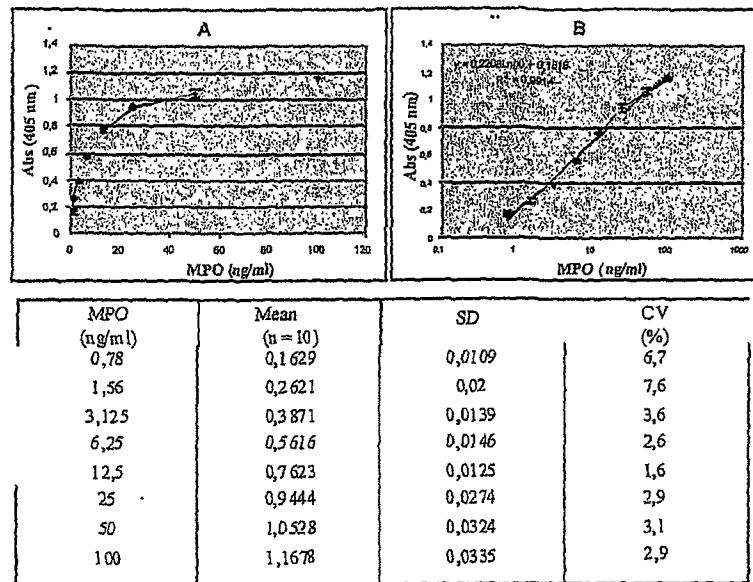 A
1,4
1,2
1
0,8
0,6
0,4
0,2
0
0 20 40 60 80 100 120
Abs (405 nm)
MPO (ng/ml)
B
1,4
1,2
1
0,8
0,6
0,4
0,2
0
0.1 1 10 100 1000
Abs (405 nm)
MPO (ng/ml)
MPO Mean SD CV
(ng/ml) (n=10) (%)
0,78 0,1629 0,0109 6,7
1,56 0,2621 0,02 7,6
3,125 0,3871 0,0139 3,6
6,25 0,5616 0,0146 2,6
12,5 0,7623 0,0125 1,6
25 0,9444 0,0274 2,9
50 1,0528 0,0324 3,1
100 1,1678 0,0335 2,9